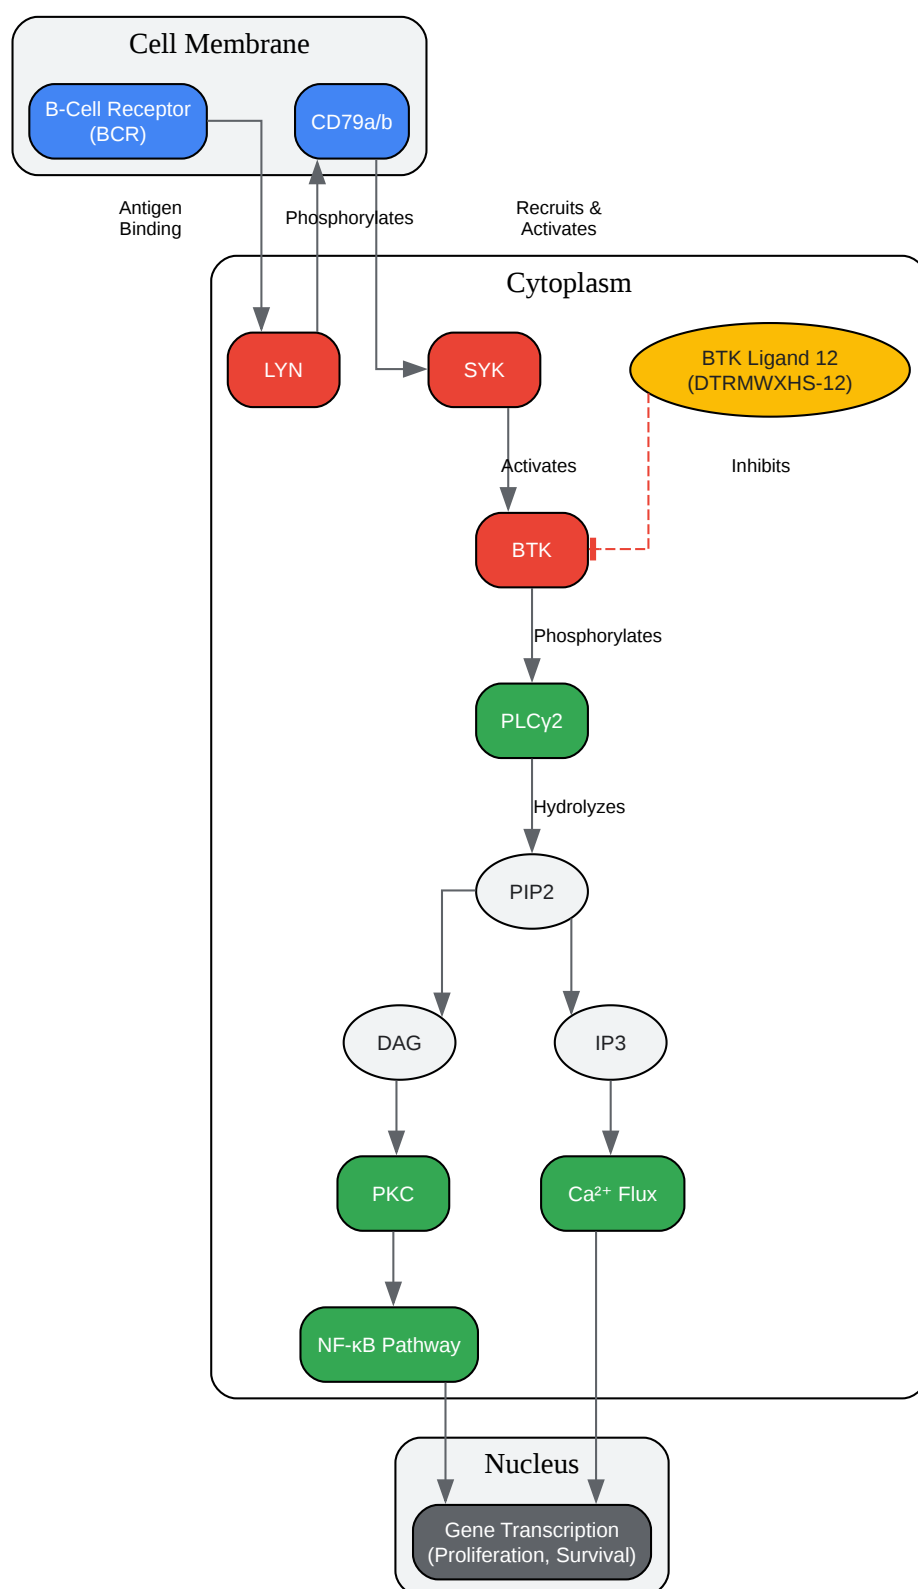 Cell Membrane
B-Cell Receptor
(BCR)
CD79a/b
Antigen
Binding
Phosphorylates
Recruits &
Activates
Cytoplasm
LYN
SYK
BTK Ligand 12
(DTRMWXHS-12)
Activates
Inhibits
BTK
Phosphorylates
PLCγ2
Hydrolyzes
PIP2
DAG
IP3
PKC
Ca²⁺ Flux
NF-κB Pathway
Nucleus
Gene Transcription
(Proliferation, Survival)